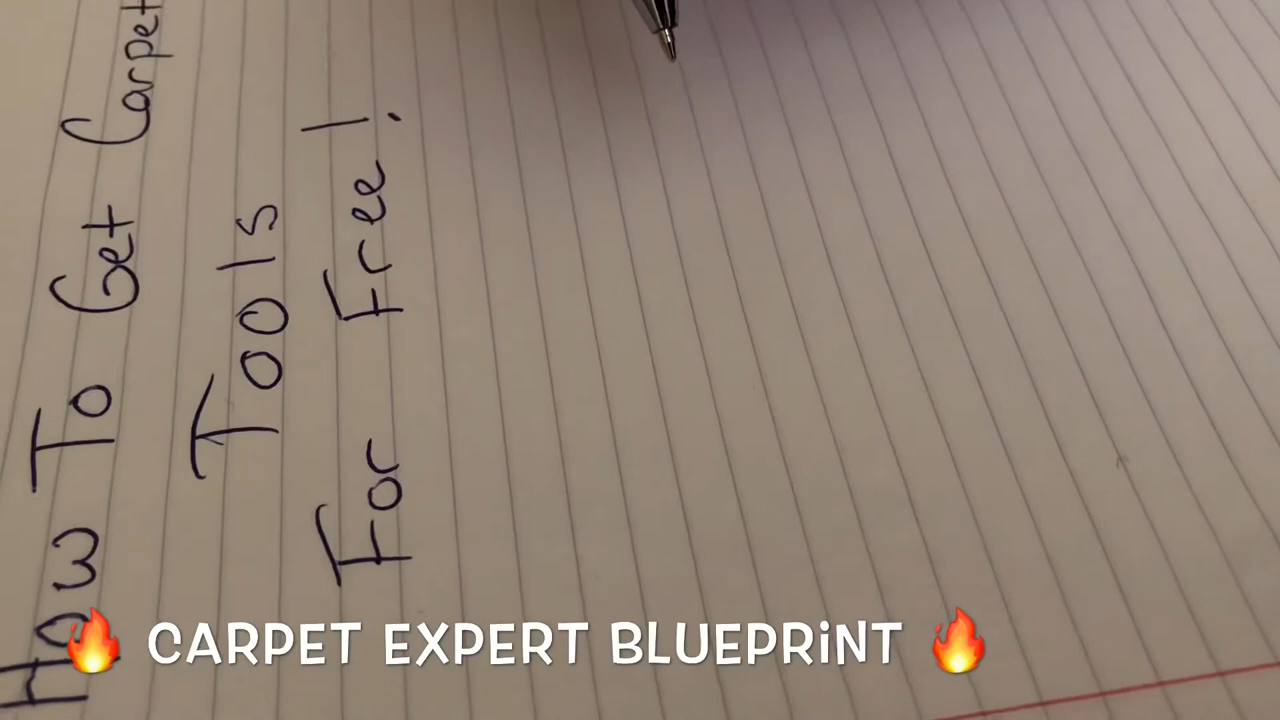 How To Get Carpet
Tools
For Free!
🔥 CARPET EXPERT BLUEPRiNT 🔥